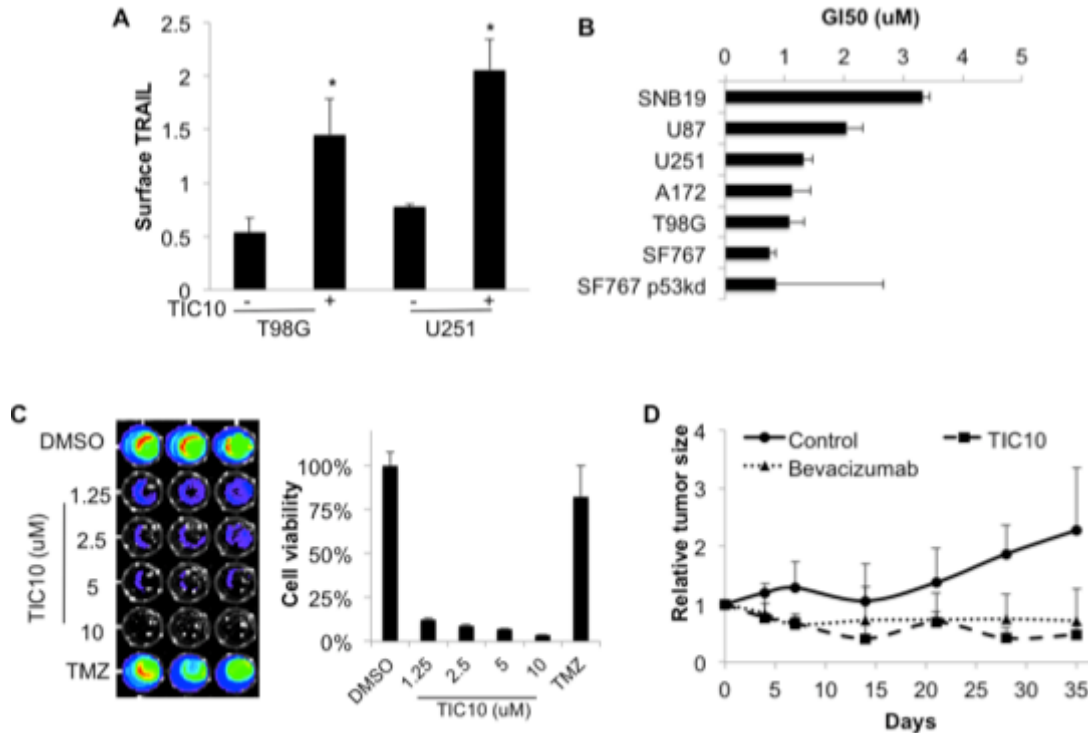 A
Surface TRAIL
2.5
2
1.5
1
0.5
0
*
*
TIC10
-
+
-
+
T98G
U251
B
GI50 (uM)
0
1
2
3
4
5
SNB19
U87
U251
A172
T98G
SF767
SF767 p53kd
C
DMSO
1.25
2.5
5
10
TMZ
TIC10 (uM)
Cell viability
100%
75%
50%
25%
0%
DMSO
1.25
2.5
5
10
TMZ
TIC10 (uM)
D
Relative tumor size
4
2
0
Control
TIC10
Bevacizumab
0
5
10
15
20
25
30
35
Days